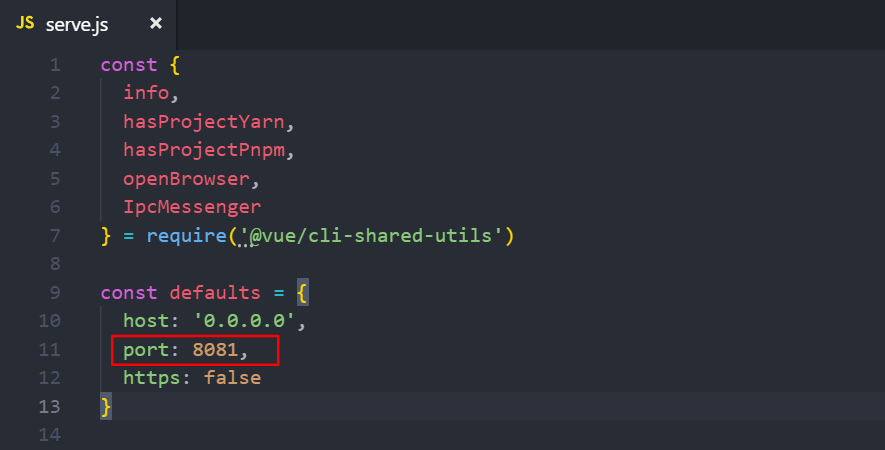 JS serve.js ×
1 const {
2 info,
3 hasProjectYarn,
4 hasProjectPnpm,
5 openBrowser,
6 IpcMessenger
7 } = require('@vue/cli-shared-utils')
8
9 const defaults = {
10 host: '0.0.0.0',
11 port: 8081,
12 https: false
13 }
14